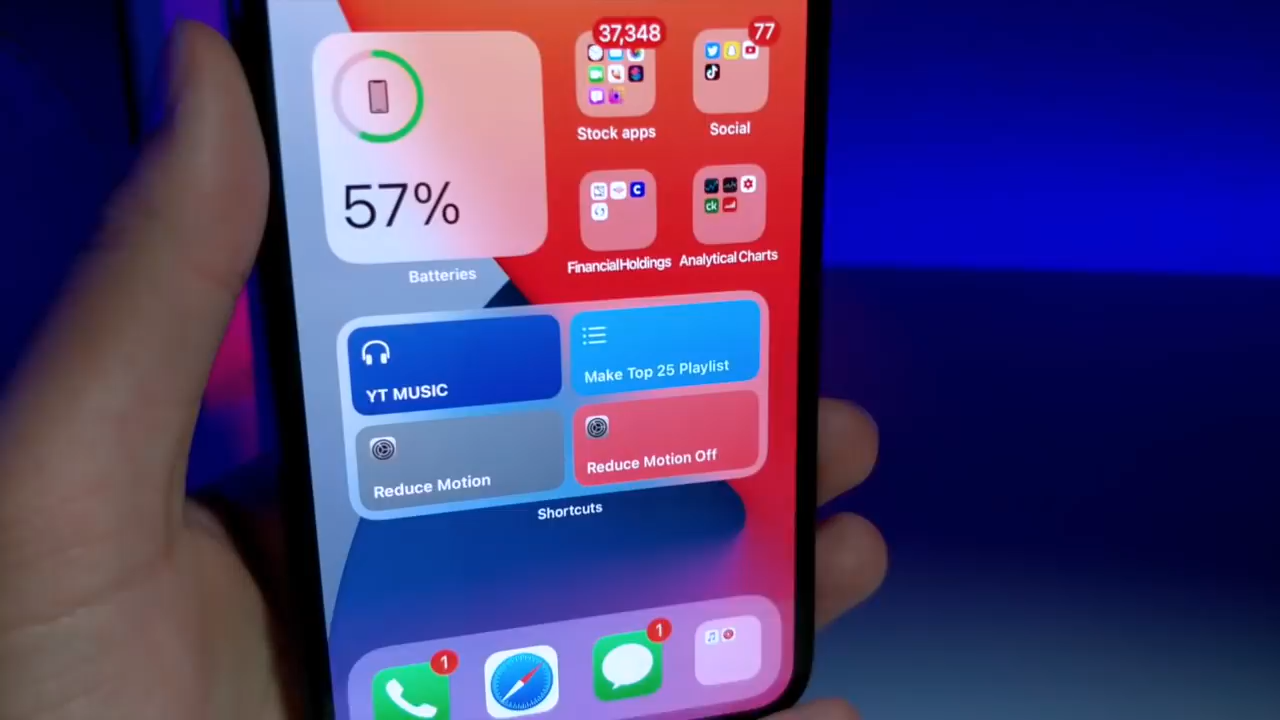 37,348
77
Stock apps
Social
57%
Batteries
FinancialHoldings
Analytical Charts
YT MUSIC
Make Top 25 Playlist
Reduce Motion
Reduce Motion Off
Shortcuts
1
1
C
ck